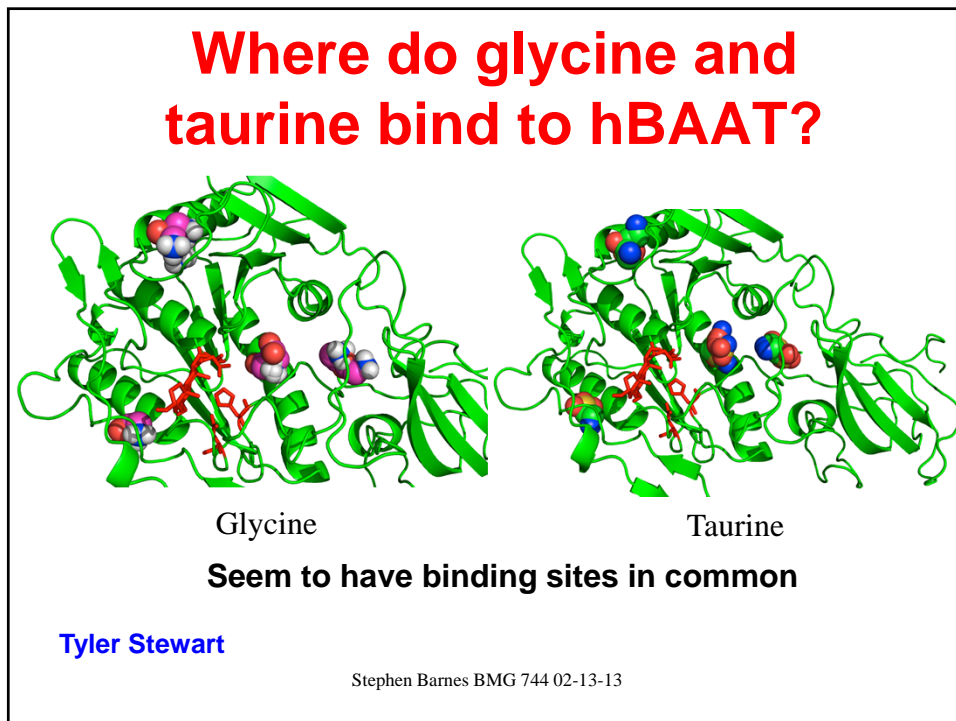 Where do glycine and
taurine bind to hBAAT?
Glycine
Taurine
Seem to have binding sites in common
Tyler Stewart
Stephen Barnes BMG 744 02-13-13